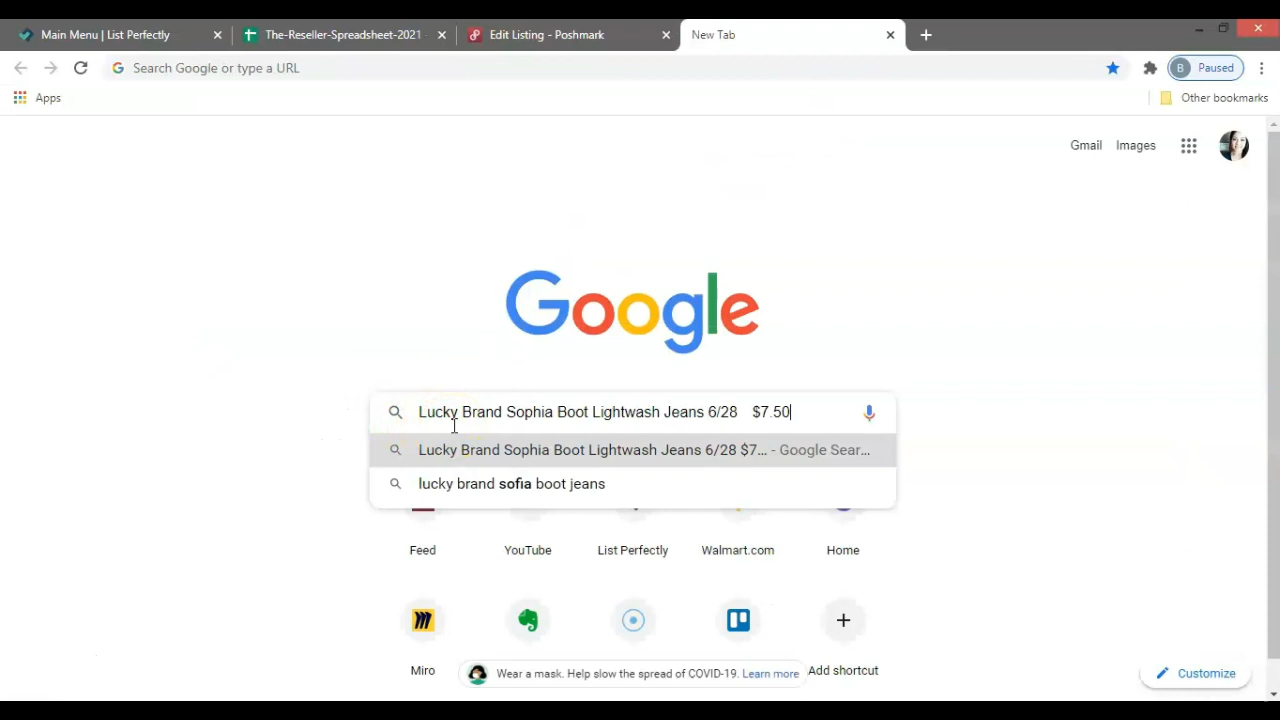 Main Menu | List Perfectly
The-Reseller-Spreadsheet-2021
Edit Listing - Poshmark
New Tab
Search Google or type a URL
B
Paused
Apps
Other bookmarks
Gmail
Images
Google
Lucky Brand Sophia Boot Lightwash Jeans 6/28 $7.50
Lucky Brand Sophia Boot Lightwash Jeans 6/28 $7... - Google Sear...
lucky brand sofia boot jeans
Feed
YouTube
List Perfectly
Walmart.com
Home
Miro
Add shortcut
Wear a mask. Help slow the spread of COVID-19. Learn more
Customize